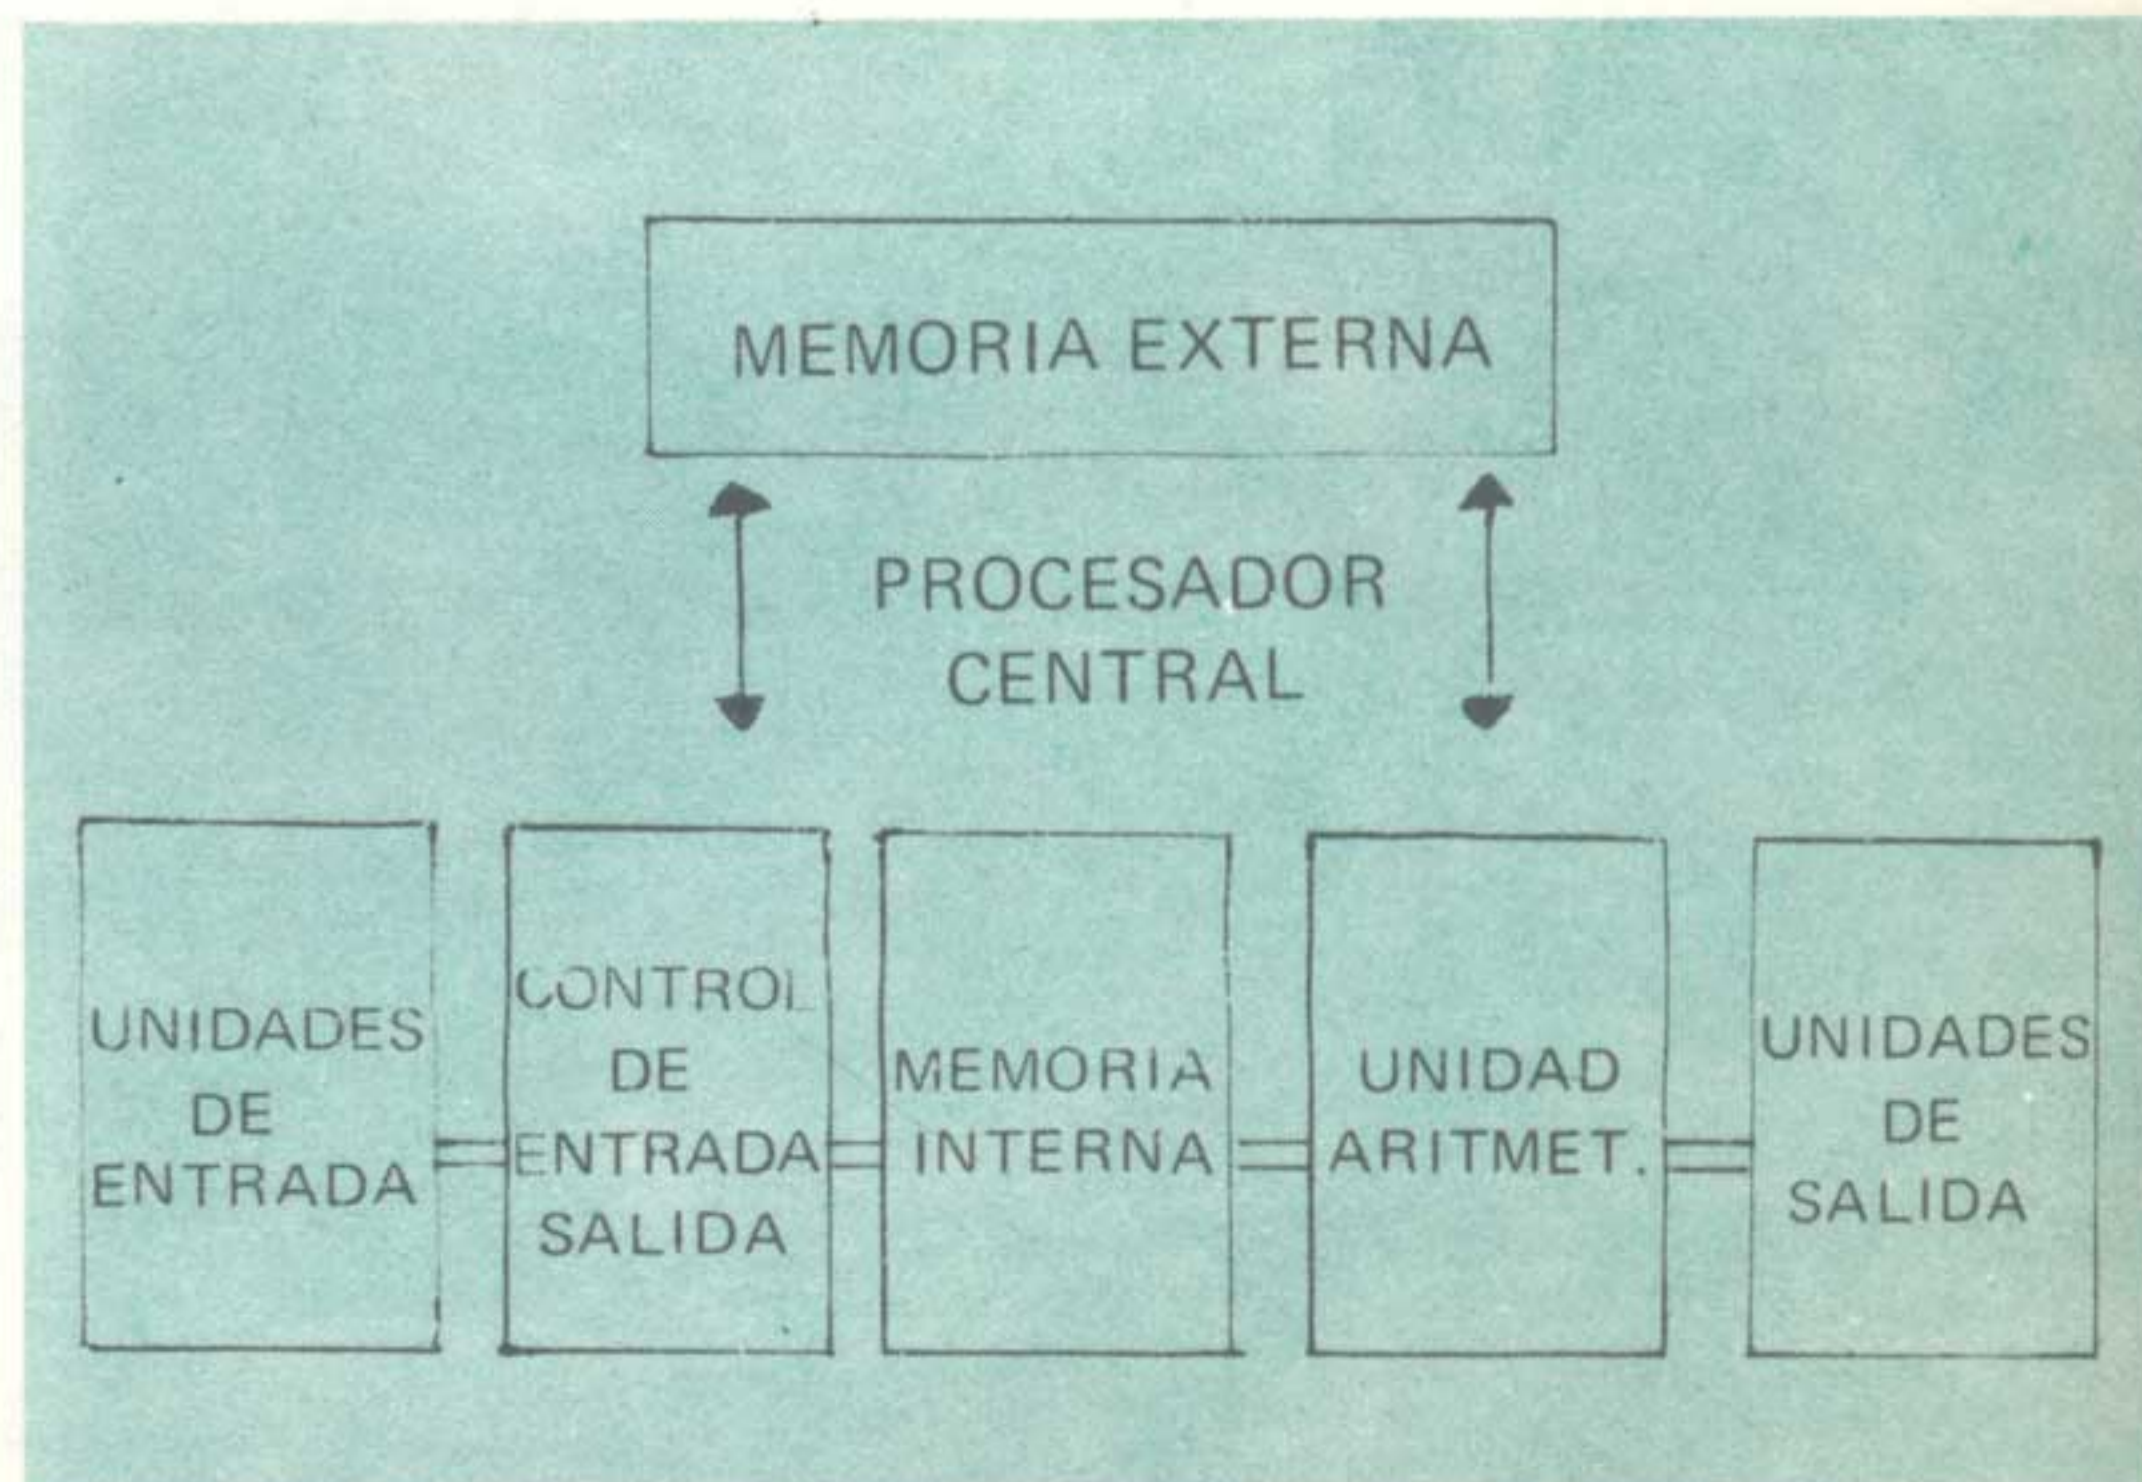 MEMORIA EXTERNA
PROCESADOR
CENTRAL
UNIDADES
DE
ENTRADA
CONTROL
DE
ENTRADA
SALIDA
MEMORIA
INTERNA
UNIDAD
ARITMET.
UNIDADES
DE
SALIDA